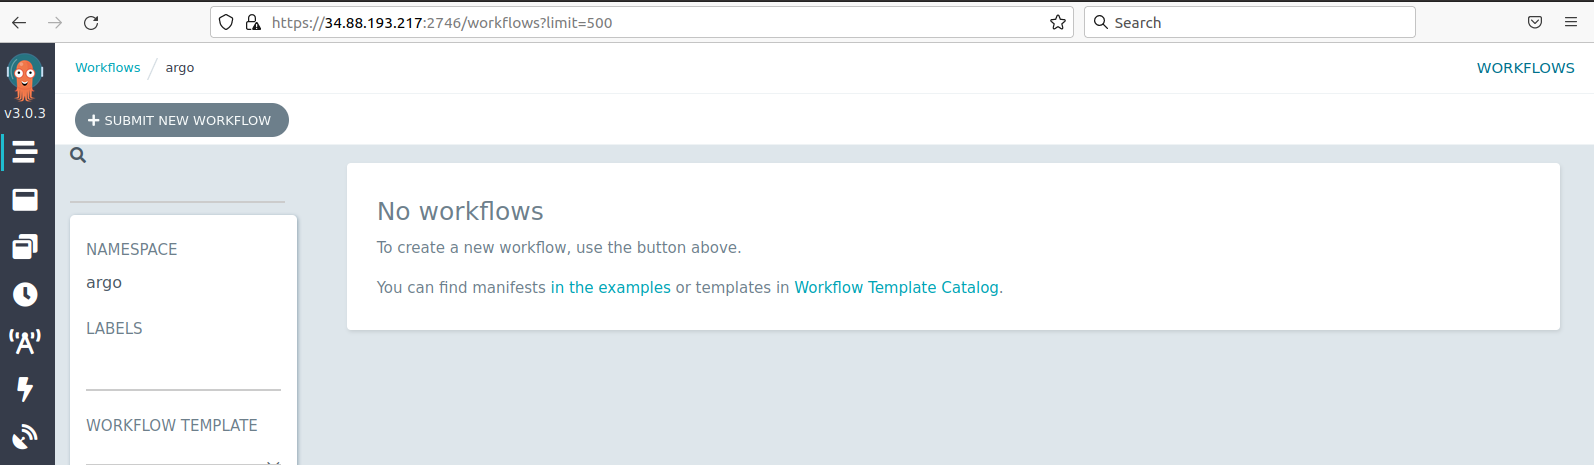 https://34.88.193.217:2746/workflows?limit=500
Search
Workflows / argo
WORKFLOWS
v3.0.3
+ SUBMIT NEW WORKFLOW
NAMESPACE
argo
LABELS
WORKFLOW TEMPLATE
No workflows
To create a new workflow, use the button above.
You can find manifests in the examples or templates in Workflow Template Catalog.